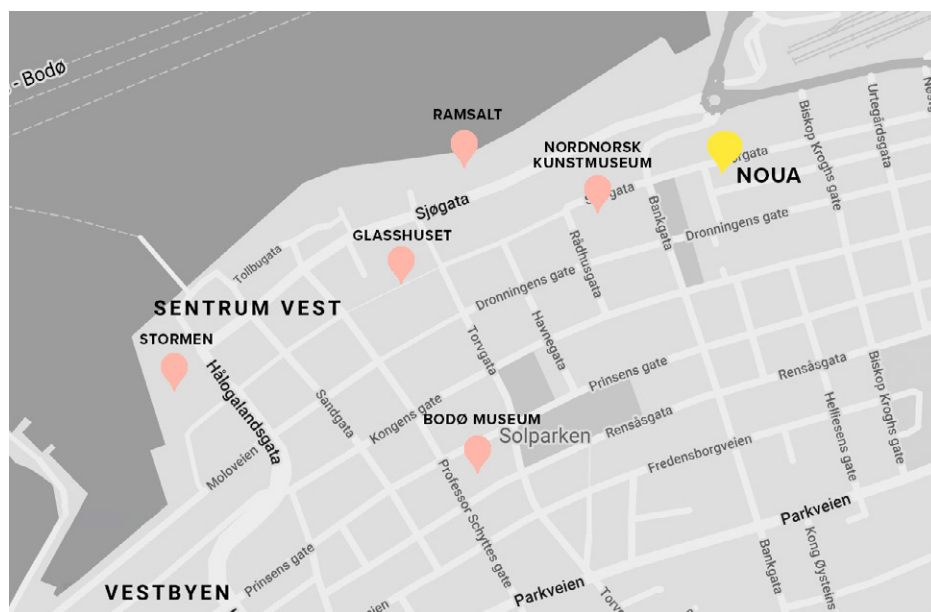 - Bodø
RAMSALT
NORDNORSK
KUNSTMUSEUM
NOUA
Biskop Kroghs gate
Urtegårdsgata
Sjøgata
Bankgata
Dronningens gate
GLASSHUSET
Tollbugata
Rådhusgata
Dronningens gate
SENTRUM VEST
Havnegata
STORMEN
Torvgata
Prinsens gate
Rensåsgata
Hålogalandsgata
Sandgata
Kongens gate
BODØ MUSEUM
Solparken
Rensåsgata
Biskop Kroghs gate
Helliesens gate
Moloveien
Fredensborgveien
Professor Schyttes gate
Parkveien
Prinsens gate
Bankgata
Kong Øysteins
VESTBYEN
Parkveien